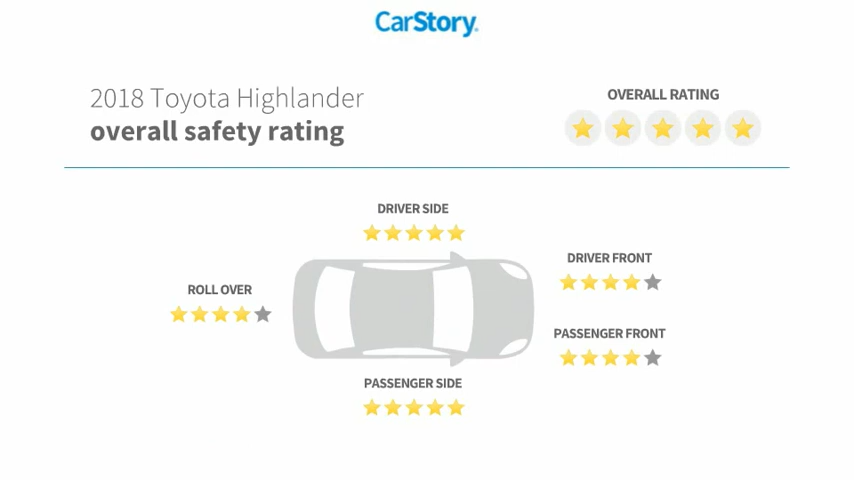 CarStory.
2018 Toyota Highlander
overall safety rating
OVERALL RATING
DRIVER SIDE
DRIVER FRONT
ROLL OVER
PASSENGER FRONT
PASSENGER SIDE